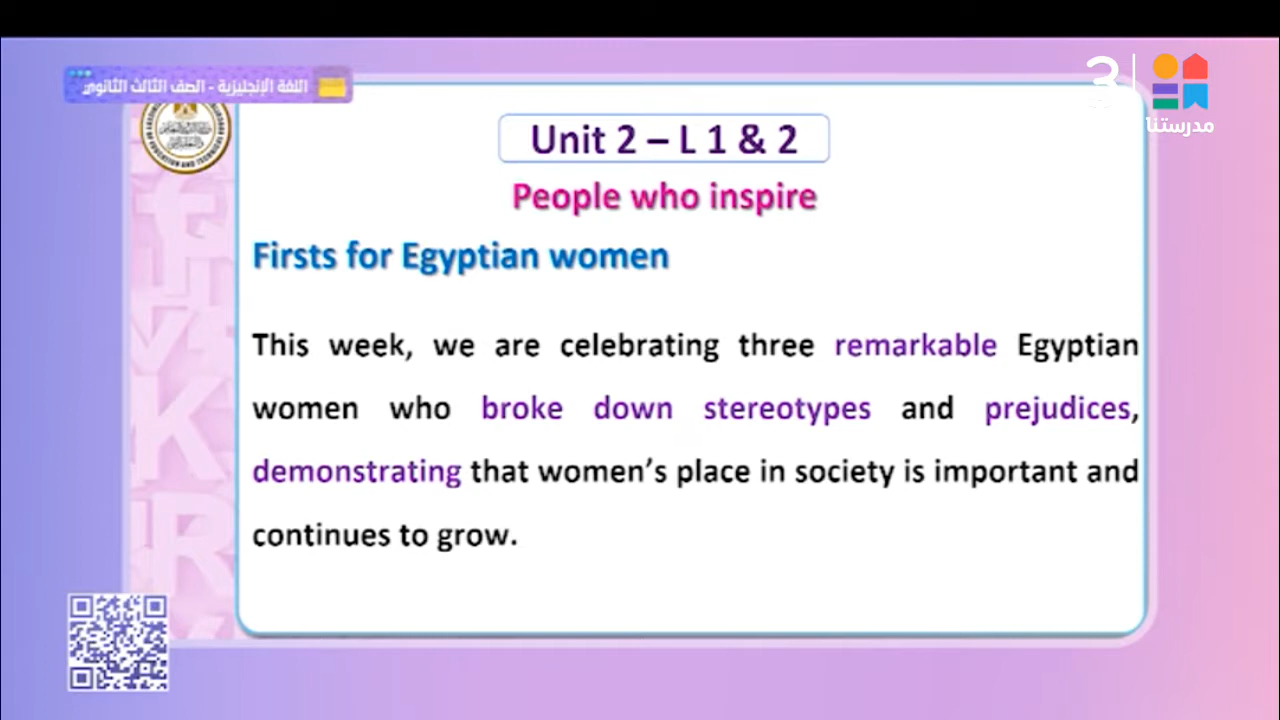 اللغة الإنجليزية - الصف الثالث الثانوي
3
مدرستنا
Unit 2 – L 1 & 2
People who inspire
Firsts for Egyptian women
This week, we are celebrating three remarkable Egyptian
women who broke down stereotypes and prejudices,
demonstrating that women's place in society is important and
continues to grow.